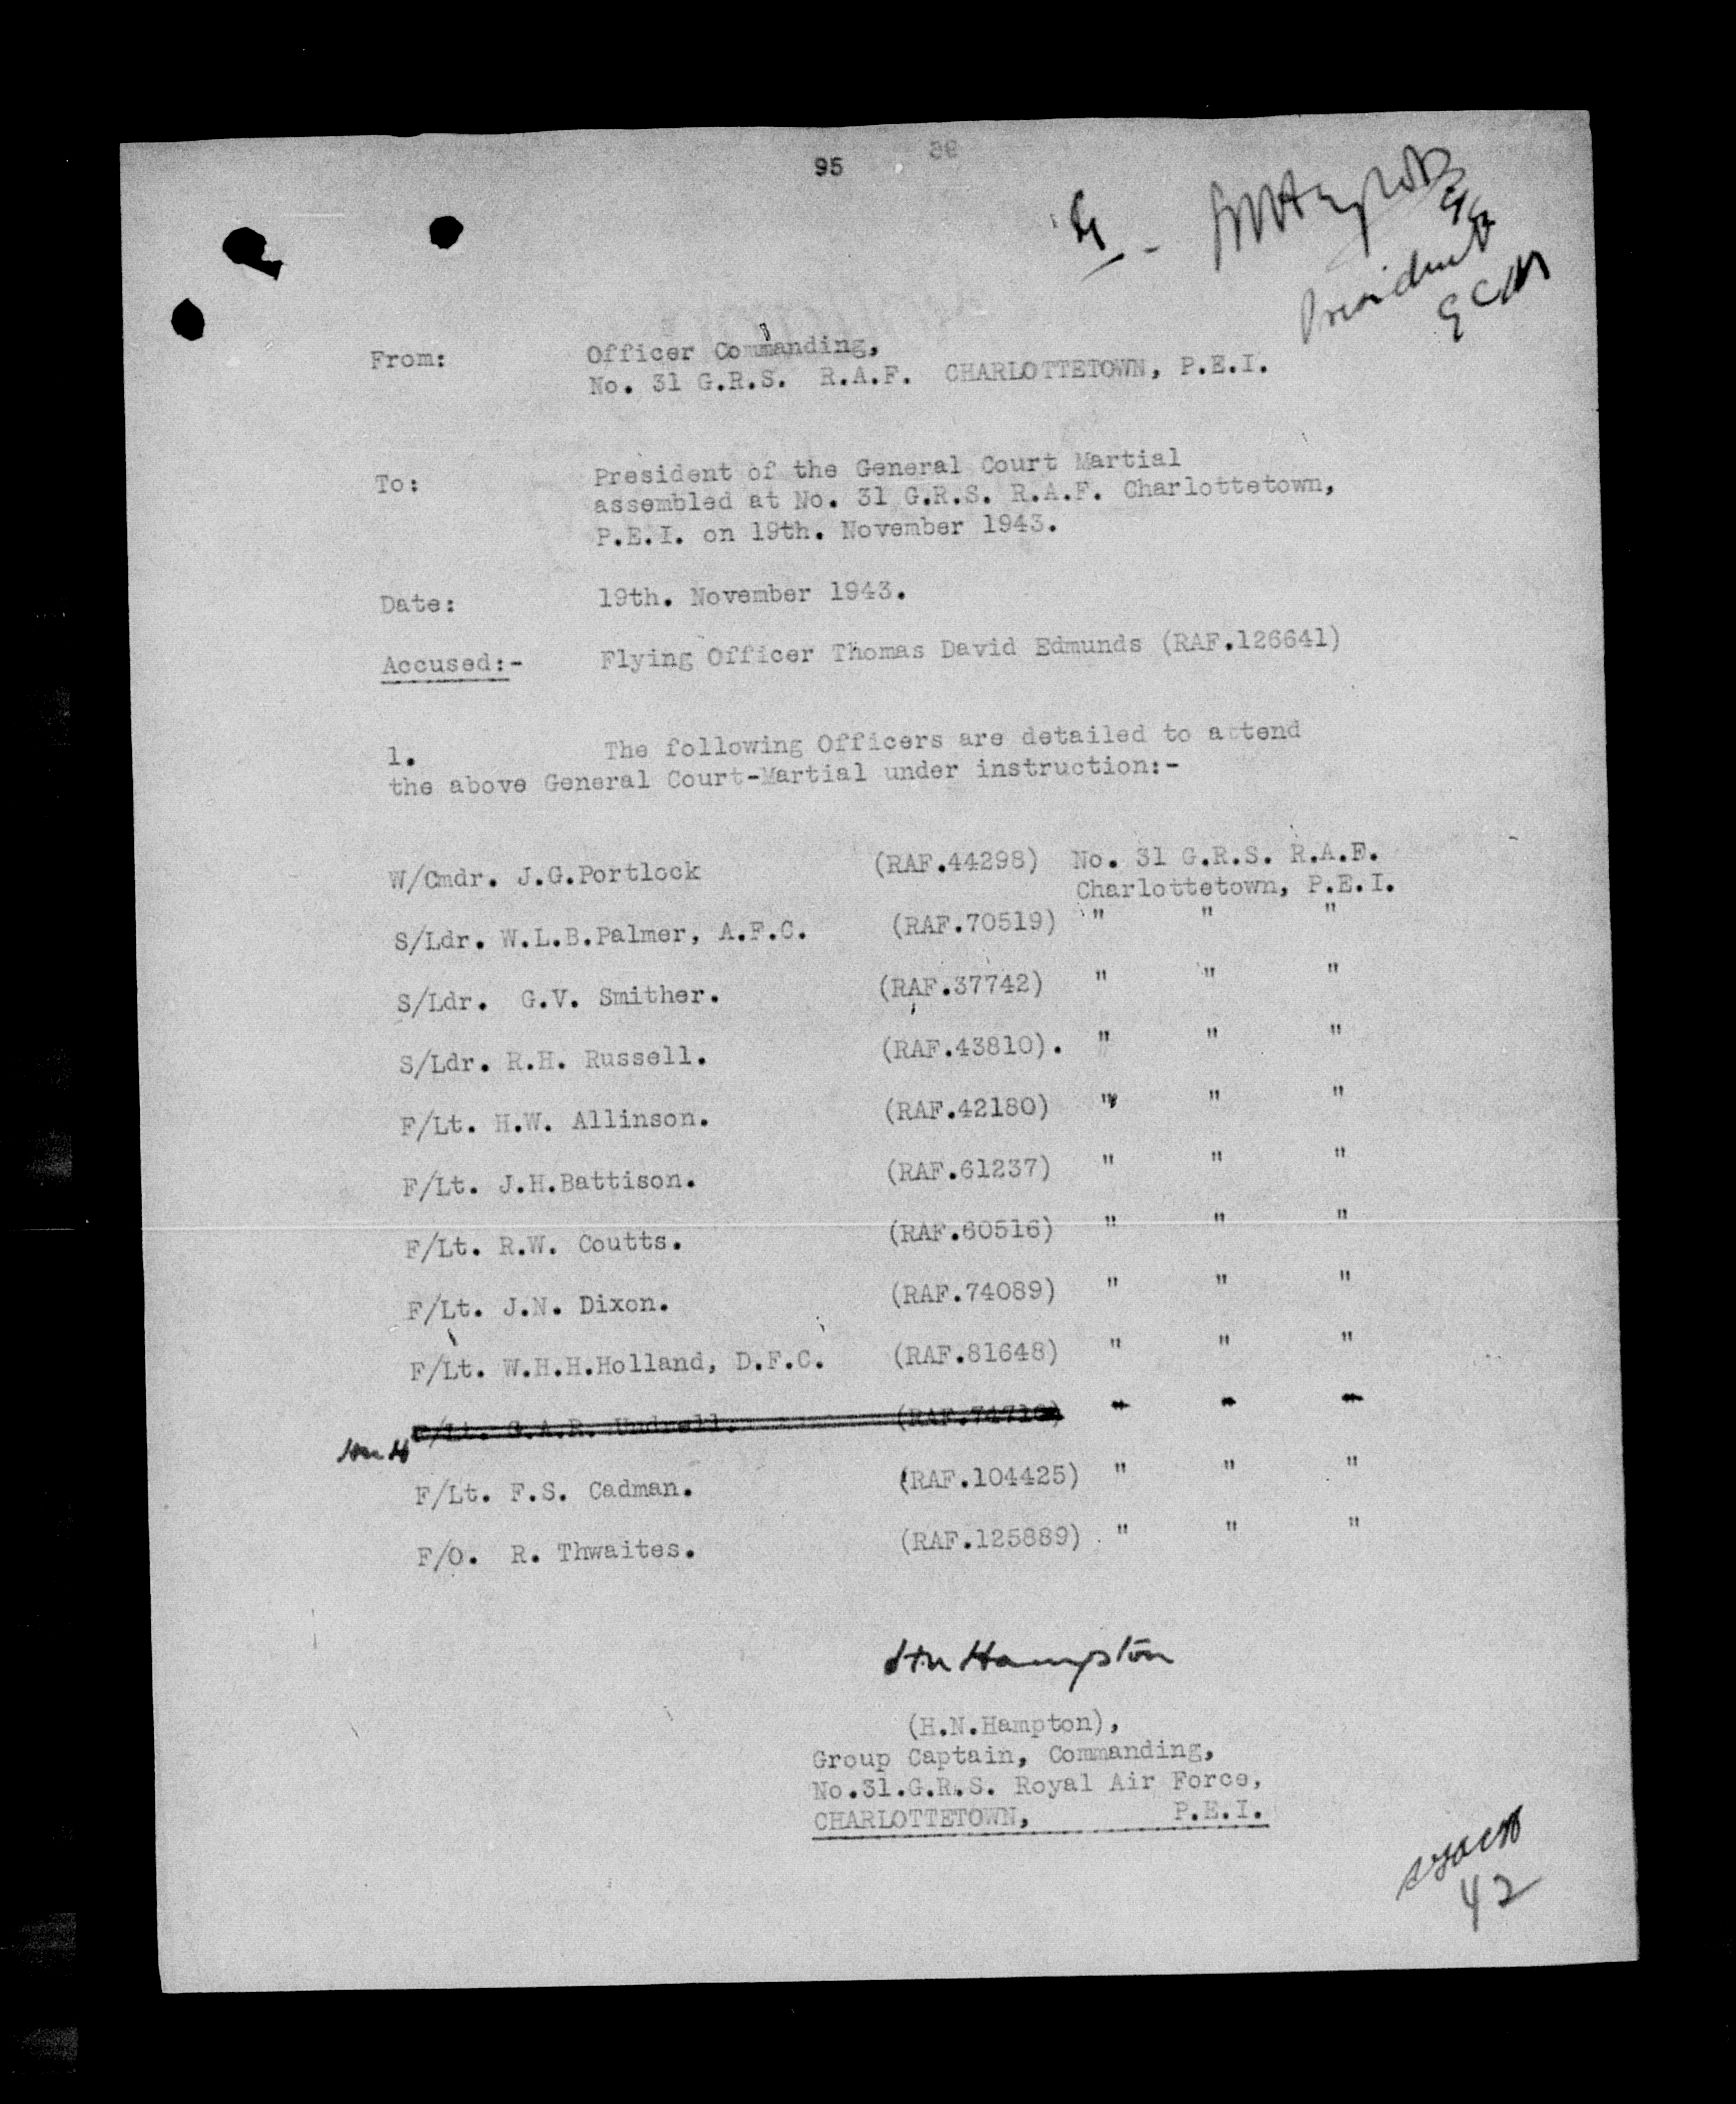 95
President
GCM
From: Officer Commanding,
No. 31 G.R.S. R.A.F. CHARLOTTETOWN, P.E.I.
To: President of the General Court Martial
assembled at No. 31 G.R.S. R.A.F. Charlottetown,
P.E.I. on 19th. November 1943.
Date: 19th. November 1943.
Accused:- Flying Officer Thomas David Edmunds (RAF.126641)
1. The following Officers are detailed to attend
the above General Court-Martial under instruction:-
W/Cmdr. J.G.Portlock (RAF.44298) No. 31 G.R.S. R.A.F.
Charlottetown, P.E.I.
S/Ldr. W.L.B.Palmer, A.F.C. (RAF.70519) " " "
S/Ldr. G.V. Smither. (RAF.37742) " " "
S/Ldr. R.H. Russell. (RAF.43810). " " "
F/Lt. H.W. Allinson. (RAF.42180) " " "
F/Lt. J.H.Battison. (RAF.61237) " " "
F/Lt. R.W. Coutts. (RAF.60516) " " "
F/Lt. J.N. Dixon. (RAF.74089) " " "
F/Lt. W.H.H.Holland, D.F.C. (RAF.81648) " " "
F/Lt. G.A.R. " " "
HNH
F/Lt. F.S. Cadman. (RAF.104425) " " "
F/O. R. Thwaites. (RAF.125889) " " "
HN Hampton
(H.N.Hampton),
Group Captain, Commanding,
No.31.G.R.S. Royal Air Force,
CHARLOTTETOWN, P.E.I.
42